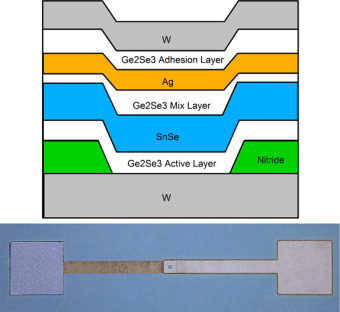 W
Ge2Se3 Adhesion Layer
Ag
Ge2Se3 Mix Layer
SnSe
Ge2Se3 Active Layer
Nitride
W